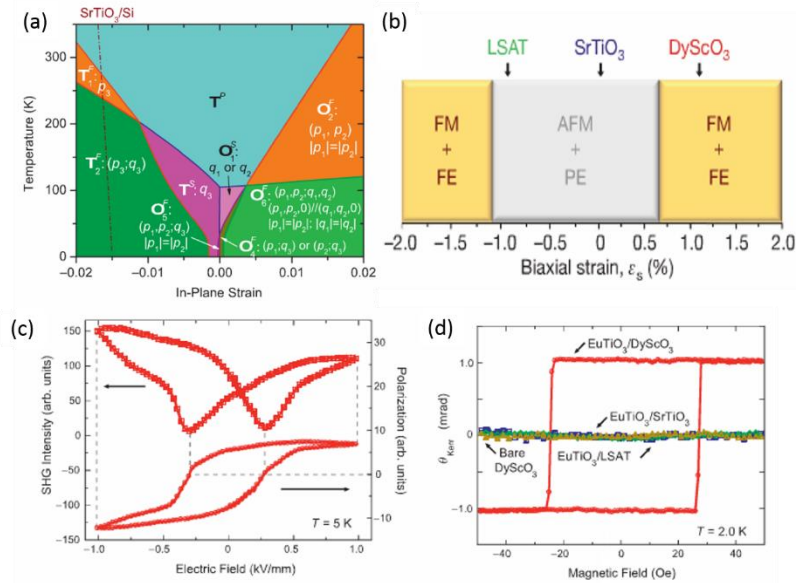 (a)
SrTiO₃/Si
T₁ᶠ: p₃
Tᴾ
O₂ᶠ:
(p₁, p₂)
|p₁|=|p₂|
T₂ᶠ: (p₃;q₃)
O₁ˢ:
q₁ or q₂
Tˢ: q₃
O₅ᶠ:
(p₁,p₂;q₃)
|p₁|=|p₂|
O₆ᶠ: (p₁,p₂;q₁,q₂)
(p₁,p₂,0)//(q₁,q₂,0)
|p₁|=|p₂|; |q₁|=|q₂|
O₄ᶠ: (p₁;q₃) or (p₂;q₃)
Temperature (K)
300
200
100
0
-0.02 -0.01 0.00 0.01 0.02
In-Plane Strain
(b)
LSAT SrTiO₃ DyScO₃
FM
+
FE
AFM
+
PE
FM
+
FE
-2.0 -1.5 -1.0 -0.5 0.0 0.5 1.0 1.5 2.0
Biaxial strain, εₛ (%)
(c)
SHG Intensity (arb. units)
150
125
100
75
50
25
0
-25
-50
-75
-100
-125
-150
Polarization (arb. units)
30
20
10
0
-10
T = 5 K
-1.0 -0.5 0 0.5 1.0
Electric Field (kV/mm)
(d)
θKerr (mrad)
1.0
0
-1.0
EuTiO₃/DyScO₃
EuTiO₃/SrTiO₃
Bare
DyScO₃
EuTiO₃/LSAT
T = 2.0 K
-40 -20 0 20 40
Magnetic Field (Oe)